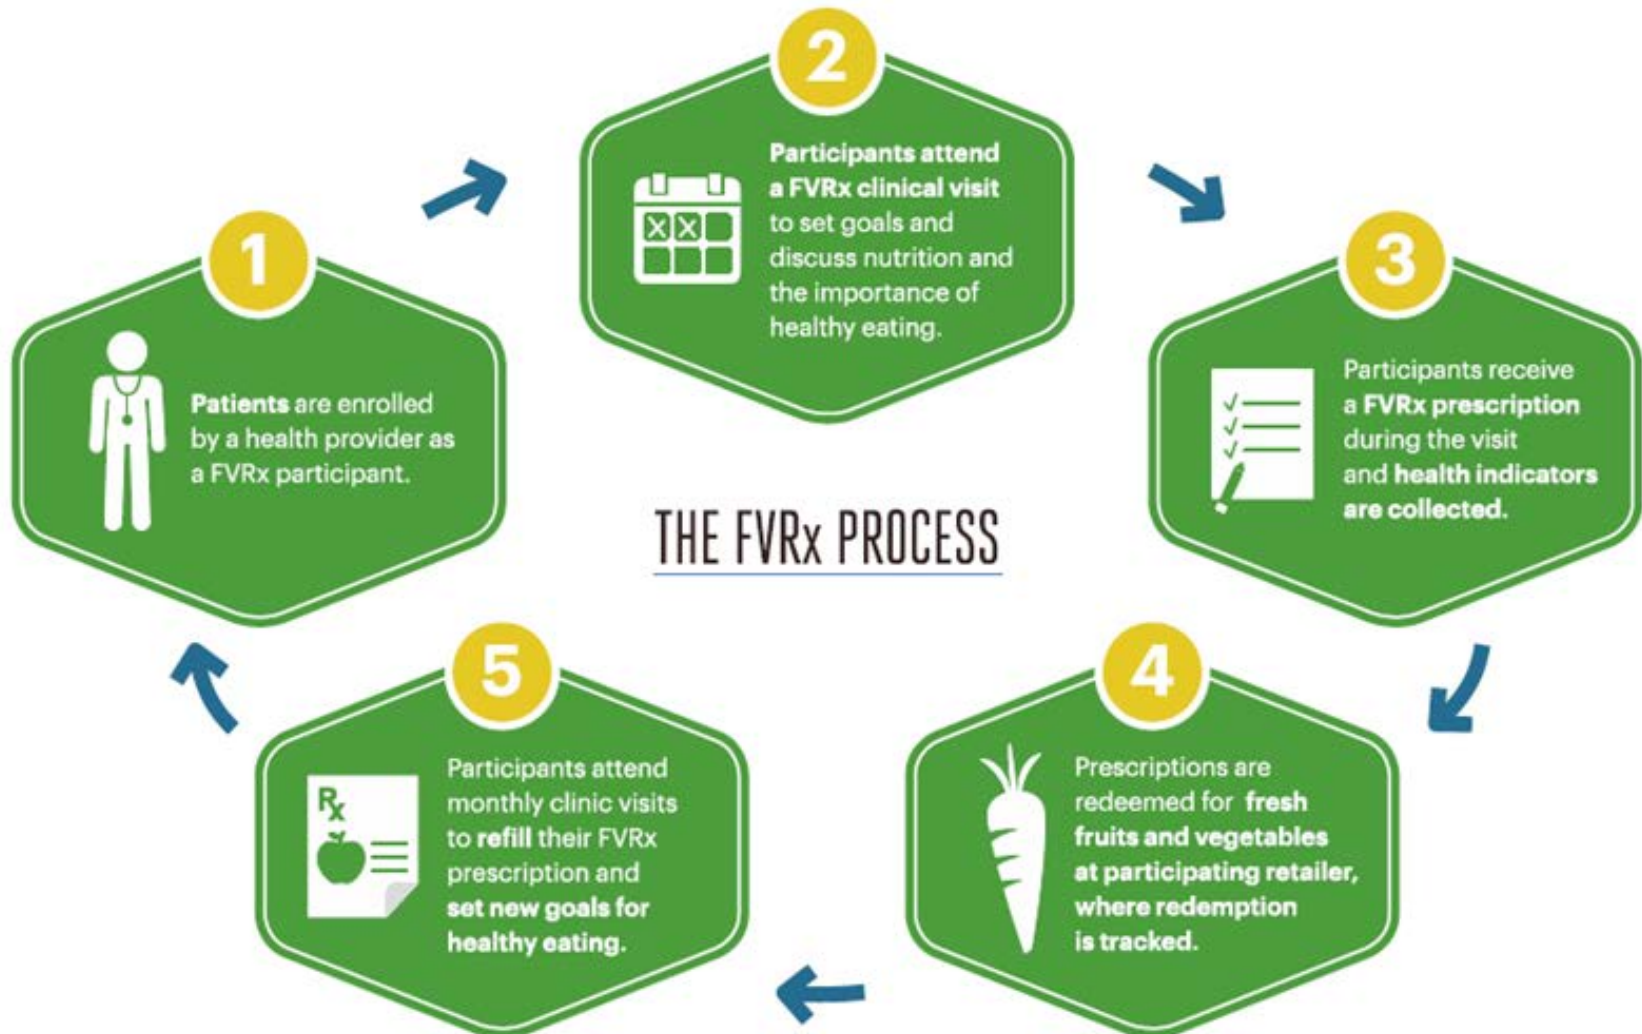 1
Patients are enrolled
by a health provider as
a FVRx participant.
2
Participants attend
a FVRx clinical visit
to set goals and
discuss nutrition and
the importance of
healthy eating.
3
Participants receive
a FVRx prescription
during the visit
and health indicators
are collected.
THE FVRx PROCESS
4
Prescriptions are
redeemed for fresh
fruits and vegetables
at participating retailer,
where redemption
is tracked.
5
Rx
Participants attend
monthly clinic visits
to refill their FVRx
prescription and
set new goals for
healthy eating.